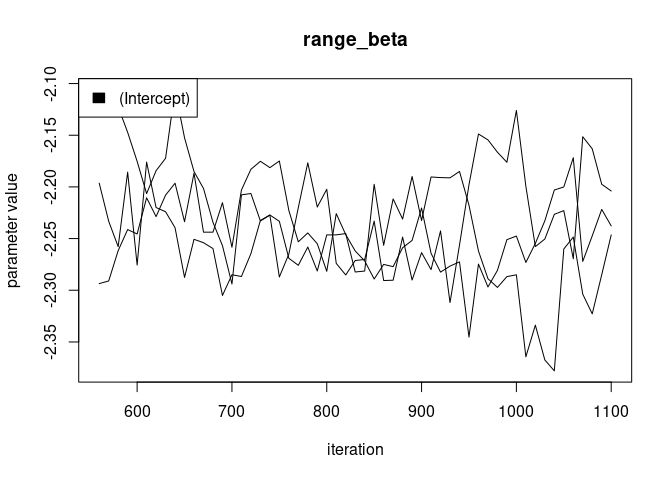 range_beta
(Intercept)
parameter value
-2.10
-2.15
-2.20
-2.25
-2.30
-2.35
600 700 800 900 1000 1100
iteration